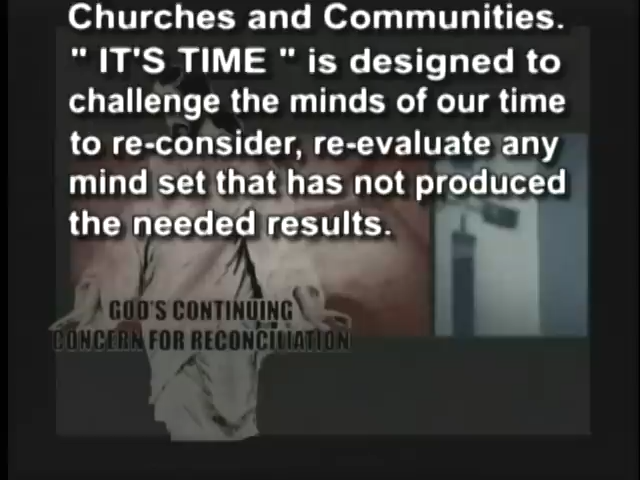 Churches and Communities.
" IT'S TIME " is designed to
challenge the minds of our time
to re-consider, re-evaluate any
mind set that has not produced
the needed results.
GOD'S CONTINUING
CONCERN FOR RECONCILIATION